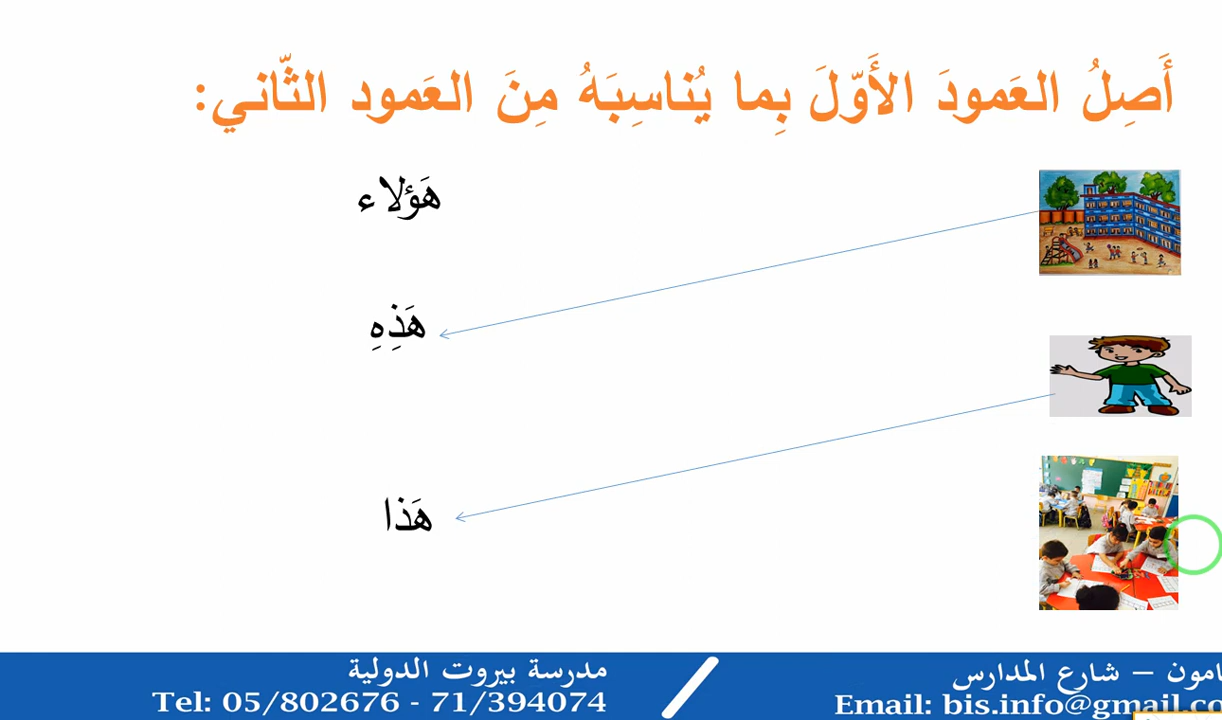 أَصِلُ العَمودَ الأَوّلَ بِما يُناسِبَهُ مِنَ العَمود الثّاني:
هَؤلاء
هَذِهِ
هَذا
امون – شارع المدارس
مدرسة بيروت الدولية
Email: bis.info@gmail.co
Tel: 05/802676 - 71/394074